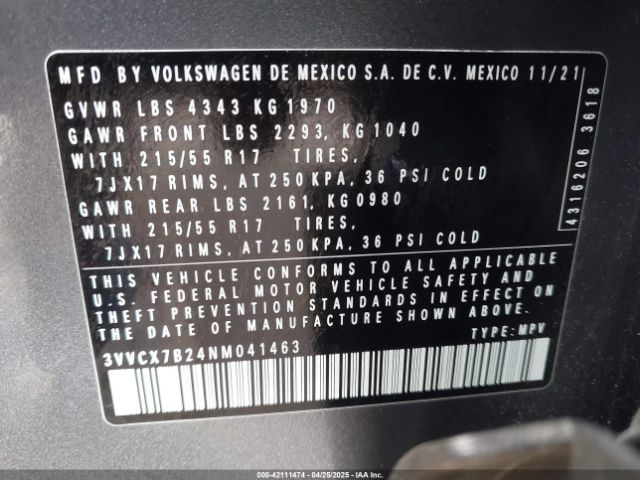 MFD BY VOLKSWAGEN DE MEXICO S.A. DE C.V. MEXICO 11/21
GVWR LBS 4343 KG 1970
GAWR FRONT LBS 2293, KG 1040
WITH 215/55 R17 TIRES,
7JX17 RIMS, AT 250 KPA, 36 PSI COLD
GAWR REAR LBS 2161, KG 0980
WITH 215/55 R17 TIRES,
7JX17 RIMS, AT 250 KPA, 36 PSI COLD
4316206 3618
THIS VEHICLE CONFORMS TO ALL APPLICABLE
U.S. FEDERAL MOTOR VEHICLE SAFETY AND
THEFT PREVENTION STANDARDS IN EFFECT ON
THE DATE OF MANUFACTURE SHOWN ABOVE
3VVCX7B24NM041463 TYPE: MPV
000-42111474 - 04/25/2025 - IAA Inc.